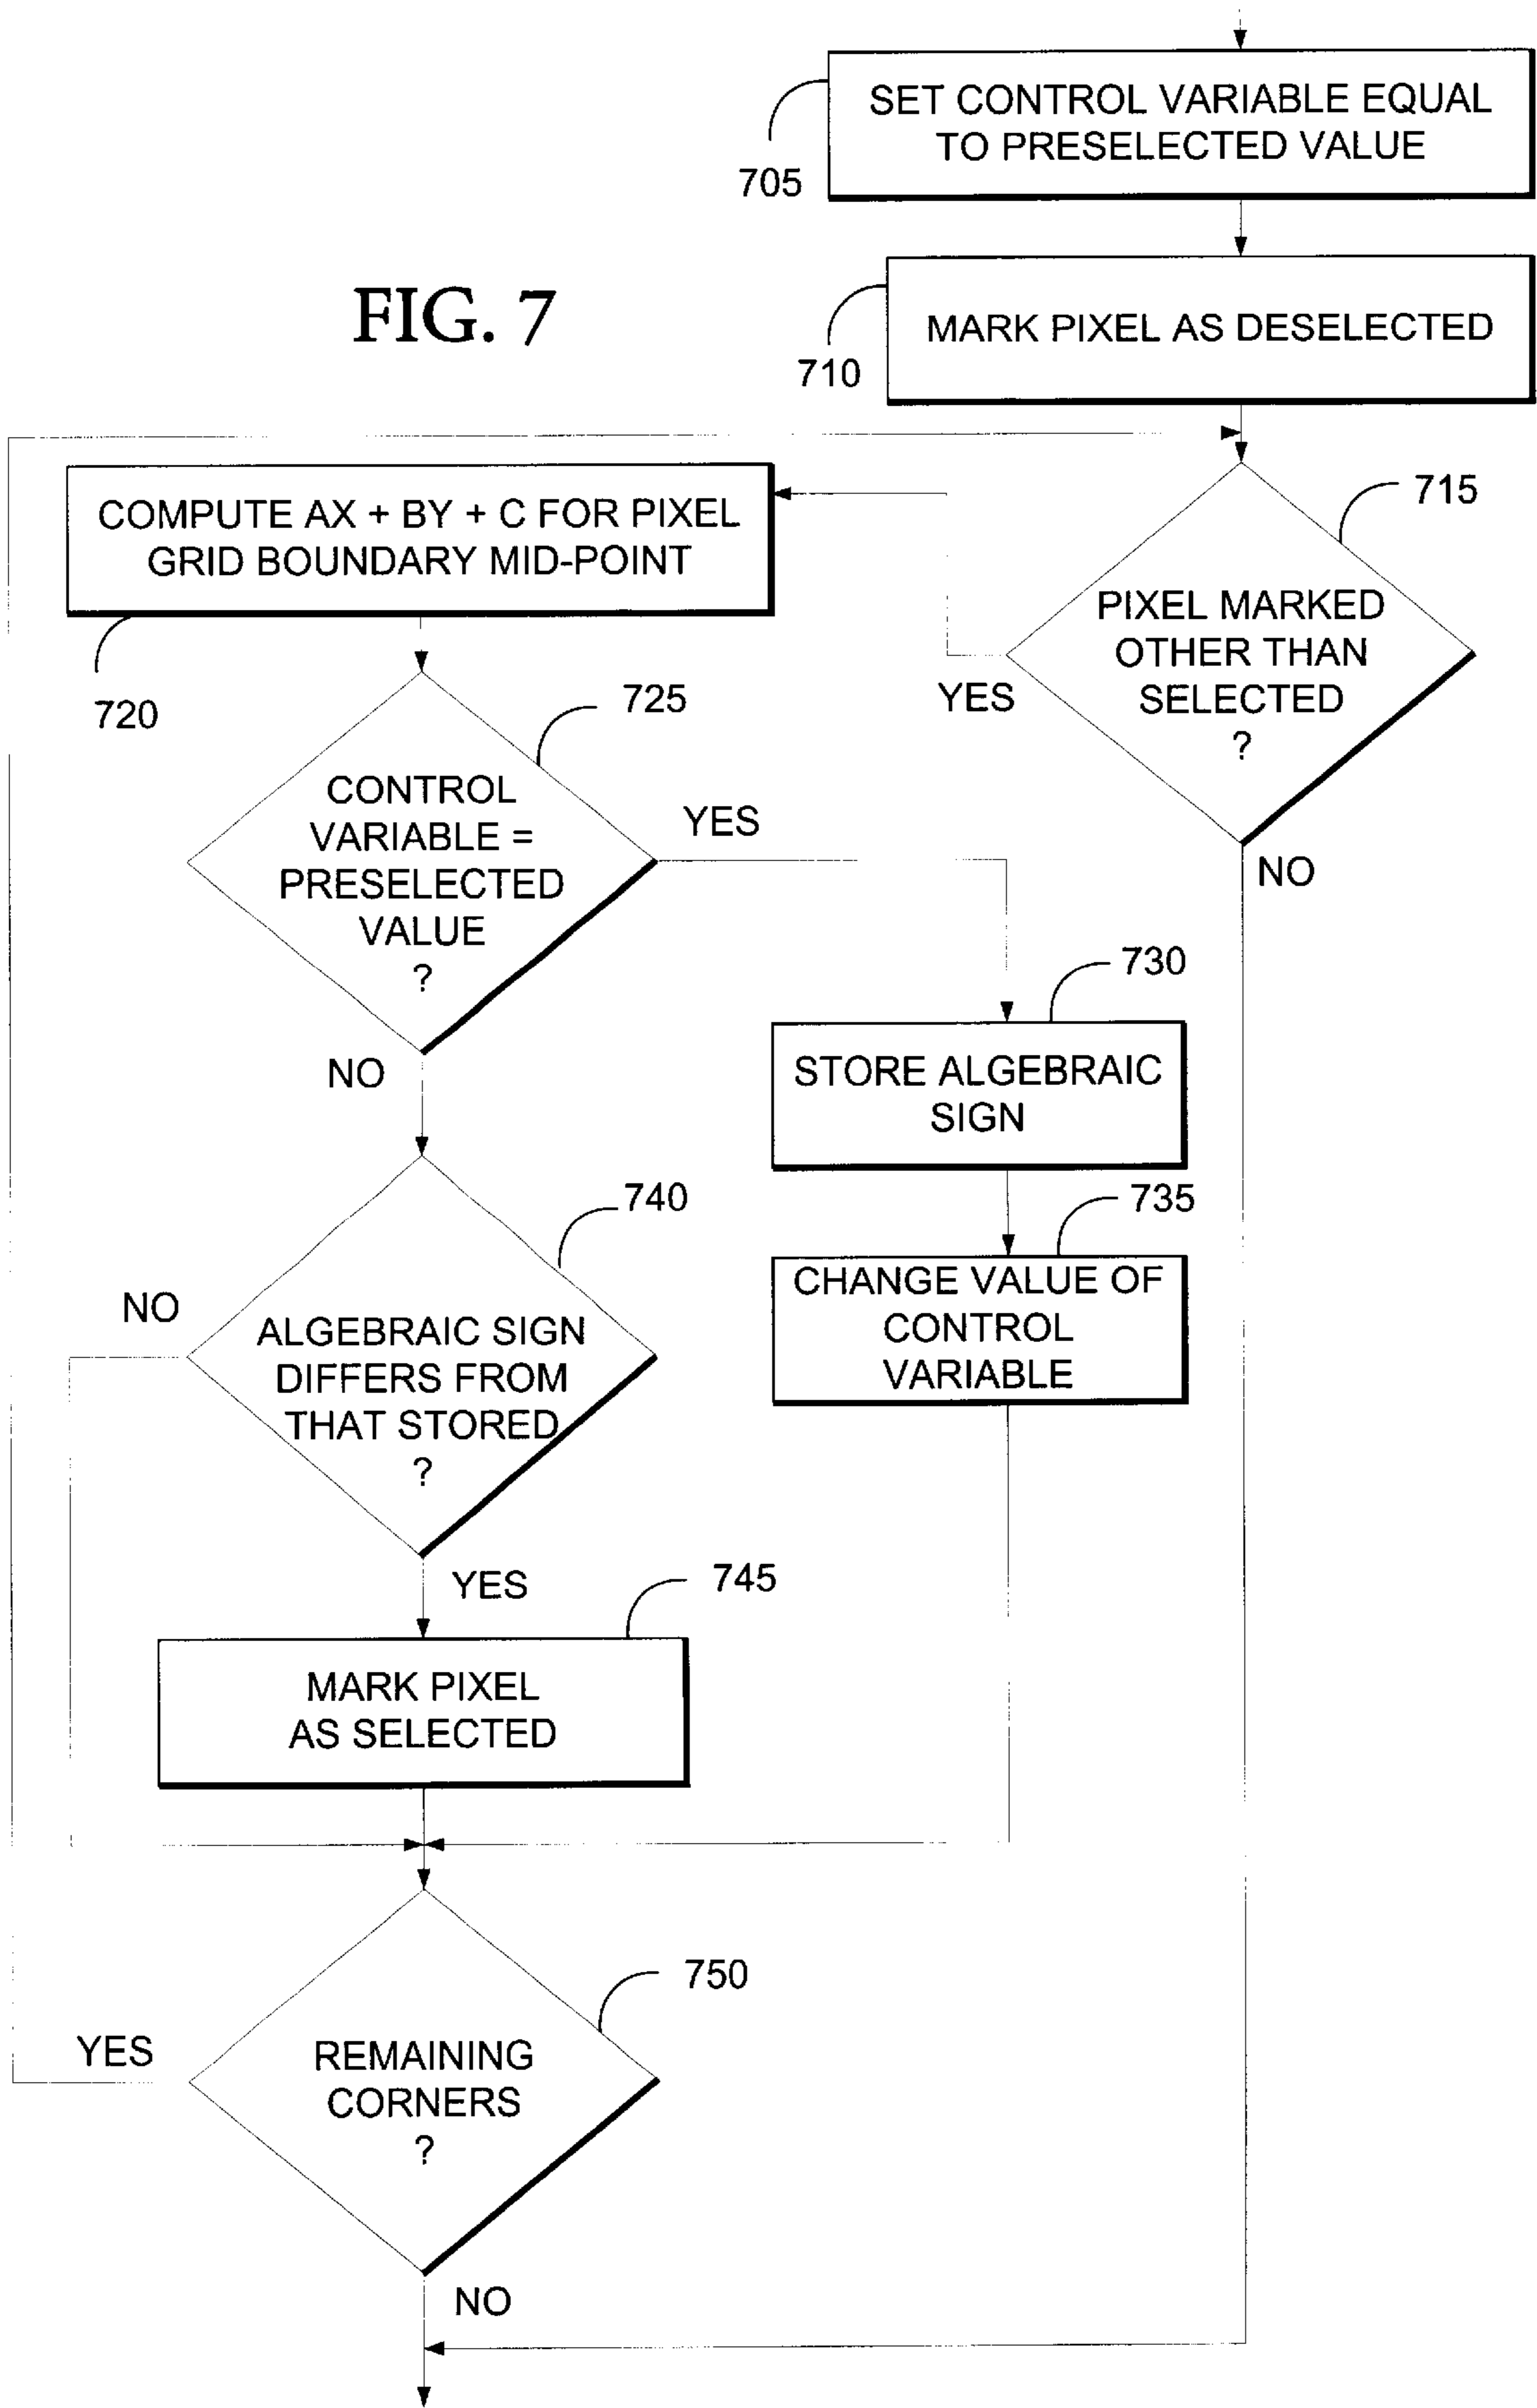 SET CONTROL VARIABLE EQUAL
TO PRESELECTED VALUE
705
FIG. 7
MARK PIXEL AS DESELECTED
710
715
COMPUTE AX + BY + C FOR PIXEL
GRID BOUNDARY MID-POINT
720
PIXEL MARKED
OTHER THAN
SELECTED
?
YES
NO
725
CONTROL
VARIABLE =
PRESELECTED
VALUE
?
YES
NO
730
STORE ALGEBRAIC
SIGN
735
CHANGE VALUE OF
CONTROL
VARIABLE
740
NO
ALGEBRAIC SIGN
DIFFERS FROM
THAT STORED
?
YES
745
MARK PIXEL
AS SELECTED
750
YES
REMAINING
CORNERS
?
NO